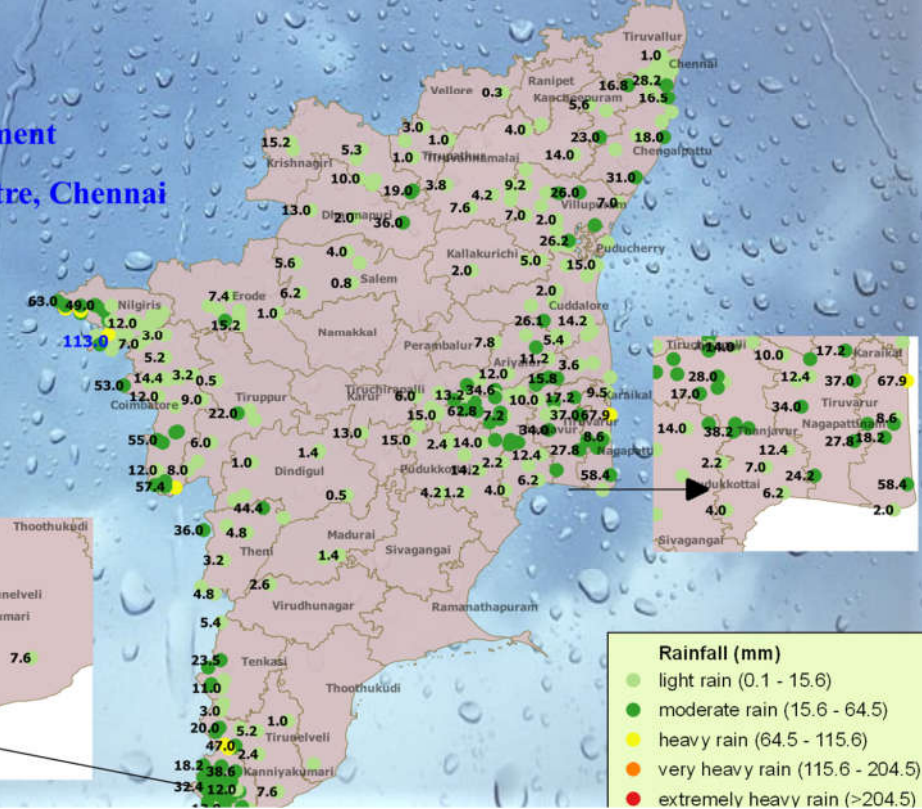 ment
tre, Chennai
Tiruvallur
1.0
Chennai
Ranipet
Vellore 0.3
16.8 28.2
Kancheepuram 16.5
5.6
3.0
4.0
23.0
18.0
15.2
5.3
1.0
Krishnagiri
1.0
14.0
Chengalpattu
10.0
19.0
3.8
9.2
31.0
4.2
26.0
7.0
13.0
2.0
36.0
7.6
7.0
2.0
Villupuram
26.2
Puducherry
4.0
Kallakurichi
5.0
15.0
5.6
2.0
Salem
0.8
63.0 49.0
Nilgiris
7.4 Erode
6.2
2.0
Cuddalore
12.0
15.2
1.0
26.1
14.2
113.0
7.0
3.0
Namakkal
Perambalur
7.8
5.4
5.2
11.2
3.6
53.0
14.4 3.2 0.5
12.0
15.8
12.0
9.0
Coimbatore
Tiruppur
Tiruchirapalli
Karur
6.0
13.2 34.6
10.0 17.2
9.5
Karaikal
22.0
15.0
62.8
7.2
37.0 67.9
Tiruvarur
55.0
6.0
13.0
15.0
2.4 14.0
34.0
8.6
27.8
1.4
12.4
12.0 8.0
1.0
Dindigul
14.2
2.2
57.4
0.5
4.2 1.2
4.0
6.2
58.4
44.4
36.0
4.8
Madurai
Theni
1.4
Sivagangai
3.2
4.8
2.6
Virudhunagar
Ramanathapuram
5.4
23.5
Tenkasi
11.0
Thoothukudi
3.0
20.0
5.2
1.0
47.0
Tirunelveli
2.4
18.2
38.6
Kanniyakumari
32.4
12.0
7.6
Thoothukudi
nelveli
mari
7.6
14.0
10.0
17.2
Karaikal
28.0
12.4
37.0
67.9
17.0
34.0
Tiruvarur
14.0
38.2
Thanjavur
Nagapattinam
8.6
27.8 18.2
2.2
12.4
7.0
24.2
58.4
6.2
4.0
2.0
Sivagangai
Rainfall (mm)
light rain (0.1 - 15.6)
moderate rain (15.6 - 64.5)
heavy rain (64.5 - 115.6)
very heavy rain (115.6 - 204.5)
extremely heavy rain (>204.5)